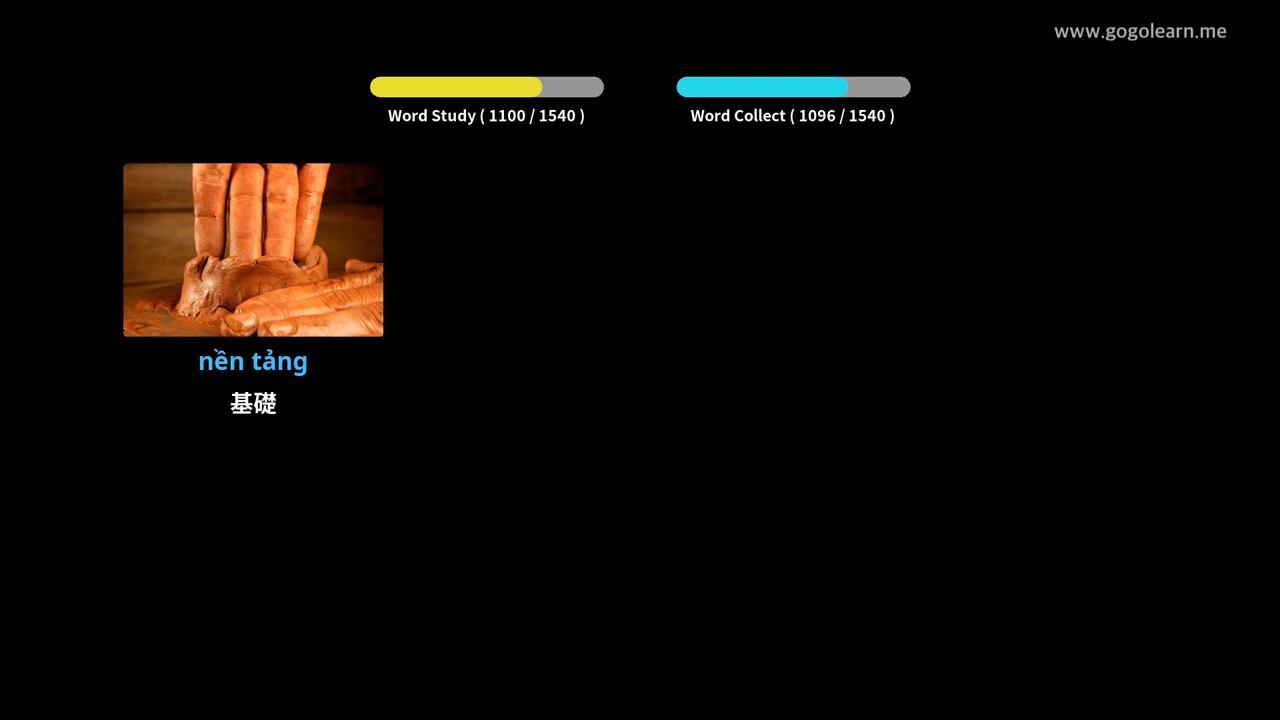 www.gogolearn.me
Word Study ( 1100 / 1540 )
Word Collect ( 1096 / 1540 )
nền tảng
基礎